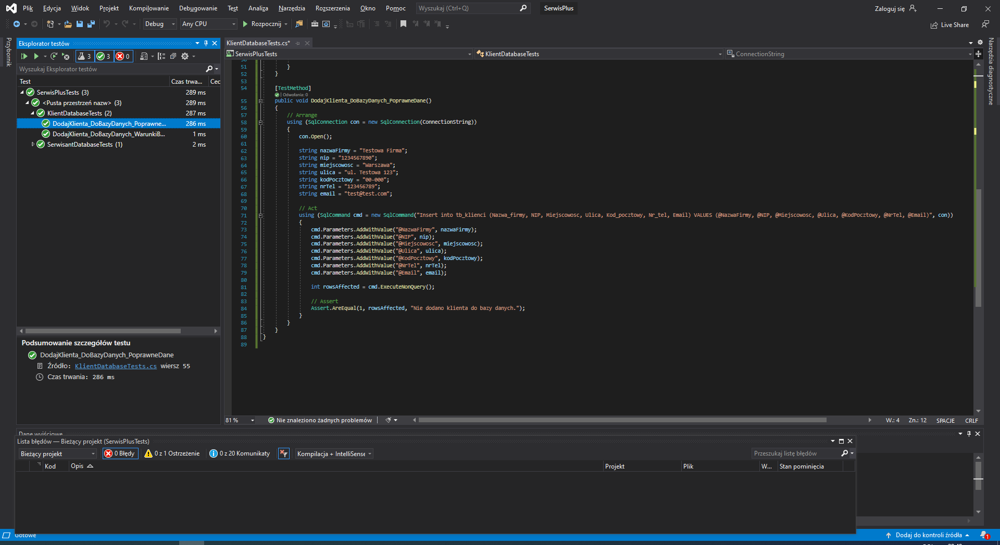 Plik Edycja Widok Projekt Kompilowanie Debugowanie Test Analiza Narzędzia Rozszerzenia Okno Pomoc Wyszukaj (Ctrl+Q) SerwisPlus Zaloguj się
Debug Any CPU Rozpocznij Live Share
Przybornik
Eksplorator testów
3 3 0
Wyszukaj Eksplorator testów
Test Czas trwa... Cec
SerwisPlusTests (3) 289 ms
<Pusta przestrzeń nazw> (3) 289 ms
KlientDatabaseTests (2) 287 ms
DodajKlienta_DoBazyDanych_Poprawne... 286 ms
DodajKlienta_DoBazyDanych_WarunkiB... 1 ms
SerwisantDatabaseTests (1) 2 ms
Podsumowanie szczegółów testu
DodajKlienta_DoBazyDanych_PoprawneDane
Źródło: KlientDatabaseTests.cs wiersz 55
Czas trwania: 286 ms
KlientDatabaseTests.cs*
SerwisPlusTests KlientDatabaseTests ConnectionString
51 }
52 }
53
54 [TestMethod]
Odwołania: 0
55 public void DodajKlienta_DoBazyDanych_PoprawneDane()
56 {
57 // Arrange
58 using (SqlConnection con = new SqlConnection(ConnectionString))
59 {
60 con.Open();
61
62 string nazwaFirmy = "Testowa Firma";
63 string nip = "1234567890";
64 string miejscowosc = "Warszawa";
65 string ulica = "ul. Testowa 123";
66 string kodPocztowy = "00-000";
67 string nrTel = "123456789";
68 string email = "test@test.com";
69
70 // Act
71 using (SqlCommand cmd = new SqlCommand("Insert into tb_klienci (Nazwa_firmy, NIP, Miejscowosc, Ulica, Kod_pocztowy, Nr_tel, Email) VALUES (@NazwaFirmy, @NIP, @Miejscowosc, @Ulica, @KodPocztowy, @NrTel, @Email)", con))
72 {
73 cmd.Parameters.AddWithValue("@NazwaFirmy", nazwaFirmy);
74 cmd.Parameters.AddWithValue("@NIP", nip);
75 cmd.Parameters.AddWithValue("@Miejscowosc", miejscowosc);
76 cmd.Parameters.AddWithValue("@Ulica", ulica);
77 cmd.Parameters.AddWithValue("@KodPocztowy", kodPocztowy);
78 cmd.Parameters.AddWithValue("@NrTel", nrTel);
79 cmd.Parameters.AddWithValue("@Email", email);
80
81 int rowsAffected = cmd.ExecuteNonQuery();
82
83 // Assert
84 Assert.AreEqual(1, rowsAffected, "Nie dodano klienta do bazy danych.");
85 }
86 }
87 }
88 }
89
Narzędzia diagnostyczne
81 % Nie znaleziono żadnych problemów W.: 4 Zn.: 12 SPACJE CRLF
Dane wyjściowe
Lista błędów — Bieżący projekt (SerwisPlusTests)
Bieżący projekt 0 Błędy 0 z 1 Ostrzeżenie 0 z 20 Komunikaty Kompilacja + IntelliSense Przeszukaj listę błędów
Kod Opis Projekt Plik W... Stan pominięcia
Gotowe Dodaj do kontroli źródła 1